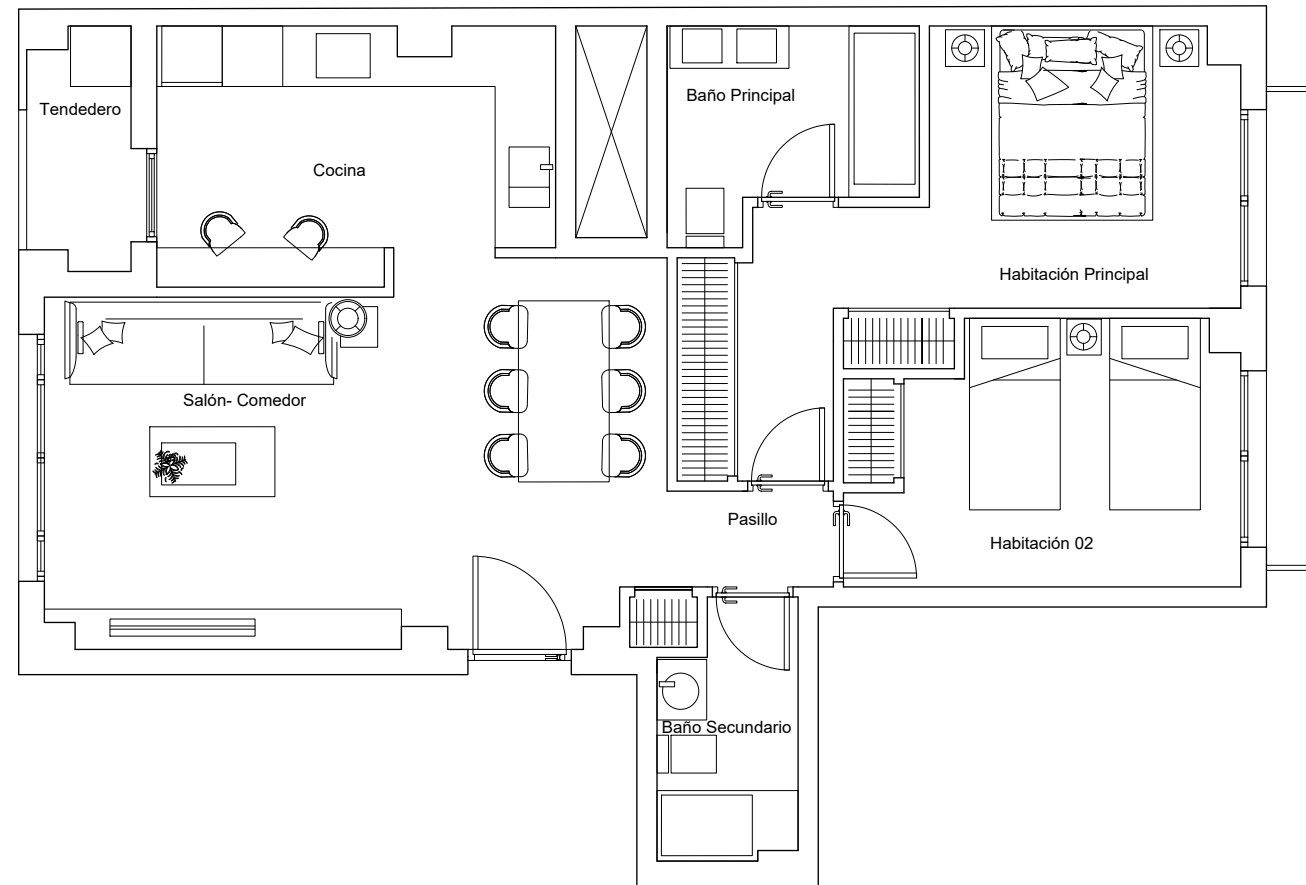 Tendedero
Baño Principal
Cocina
Habitación Principal
Salón- Comedor
Pasillo
Habitación 02
Baño Secundario